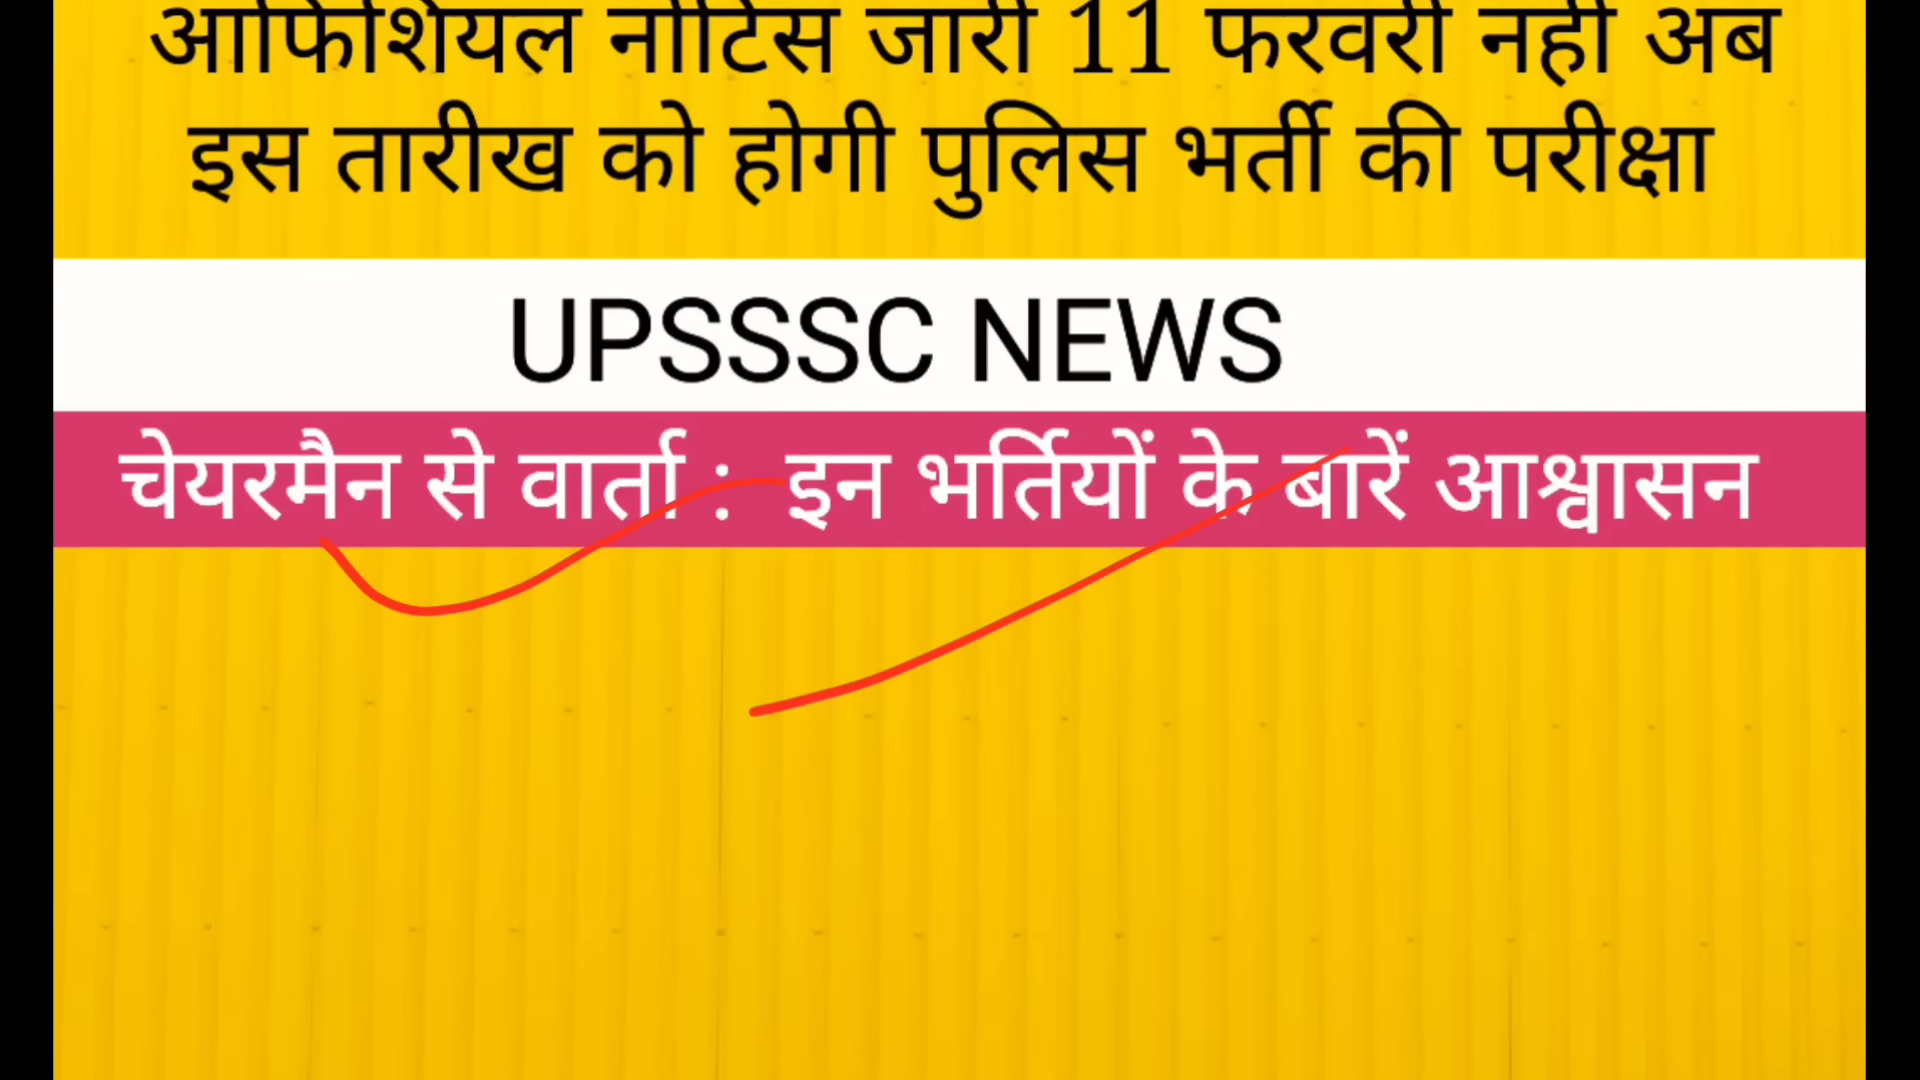 आफिशियल नोटिस जारी 11 फरवरी नही अब
इस तारीख को होगी पुलिस भर्ती की परीक्षा
UPSSSC NEWS
चेयरमैन से वार्ता : इन भर्तियों के बारें आश्वासन